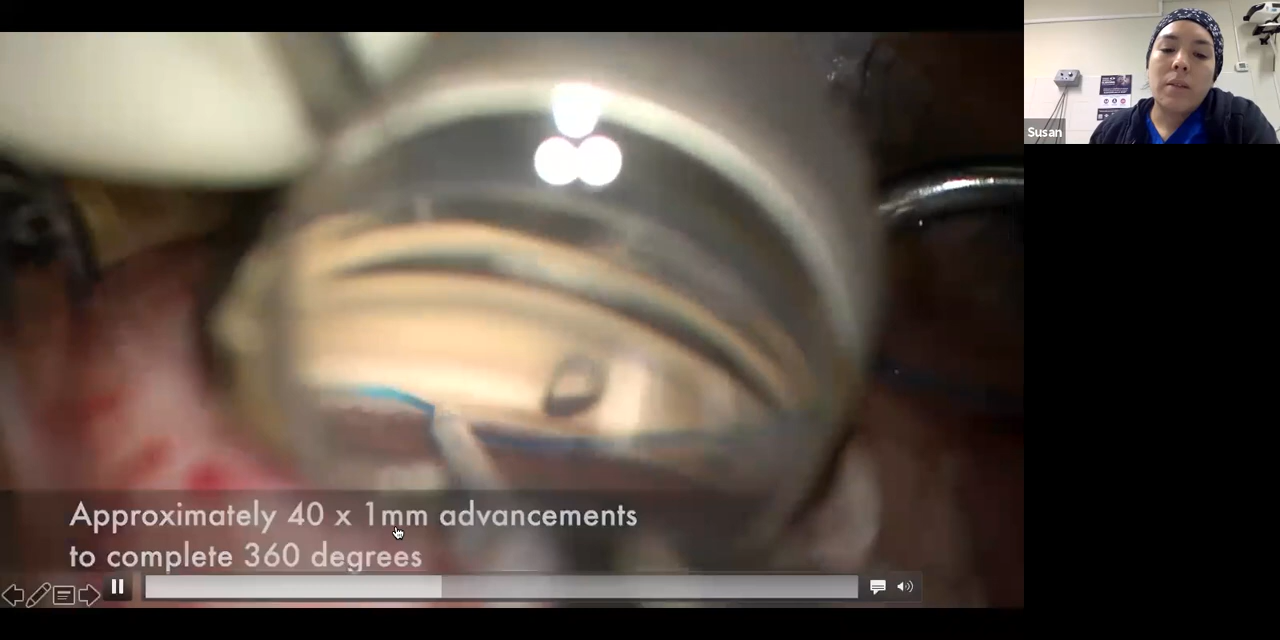 Susan
Approximately 40 x 1mm advancements
to complete 360 degrees